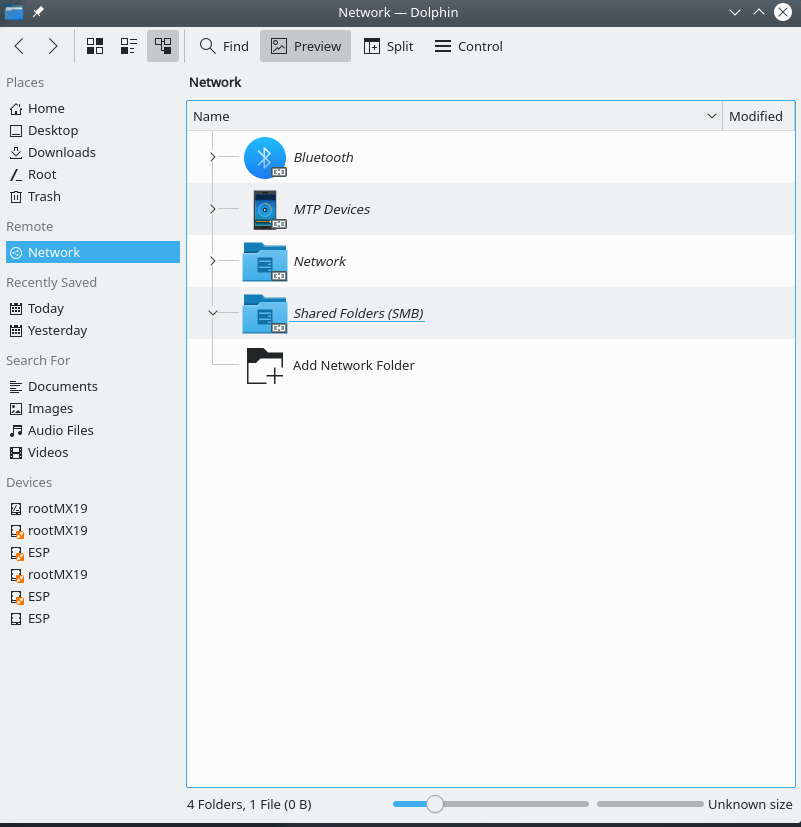 Network — Dolphin
Find
Preview
Split
Control
Places
Home
Desktop
Downloads
Root
Trash
Remote
Network
Recently Saved
Today
Yesterday
Search For
Documents
Images
Audio Files
Videos
Devices
rootMX19
rootMX19
ESP
rootMX19
ESP
ESP
Network
Name
Modified
Bluetooth
MTP Devices
Network
Shared Folders (SMB)
Add Network Folder
4 Folders, 1 File (0 B)
Unknown size